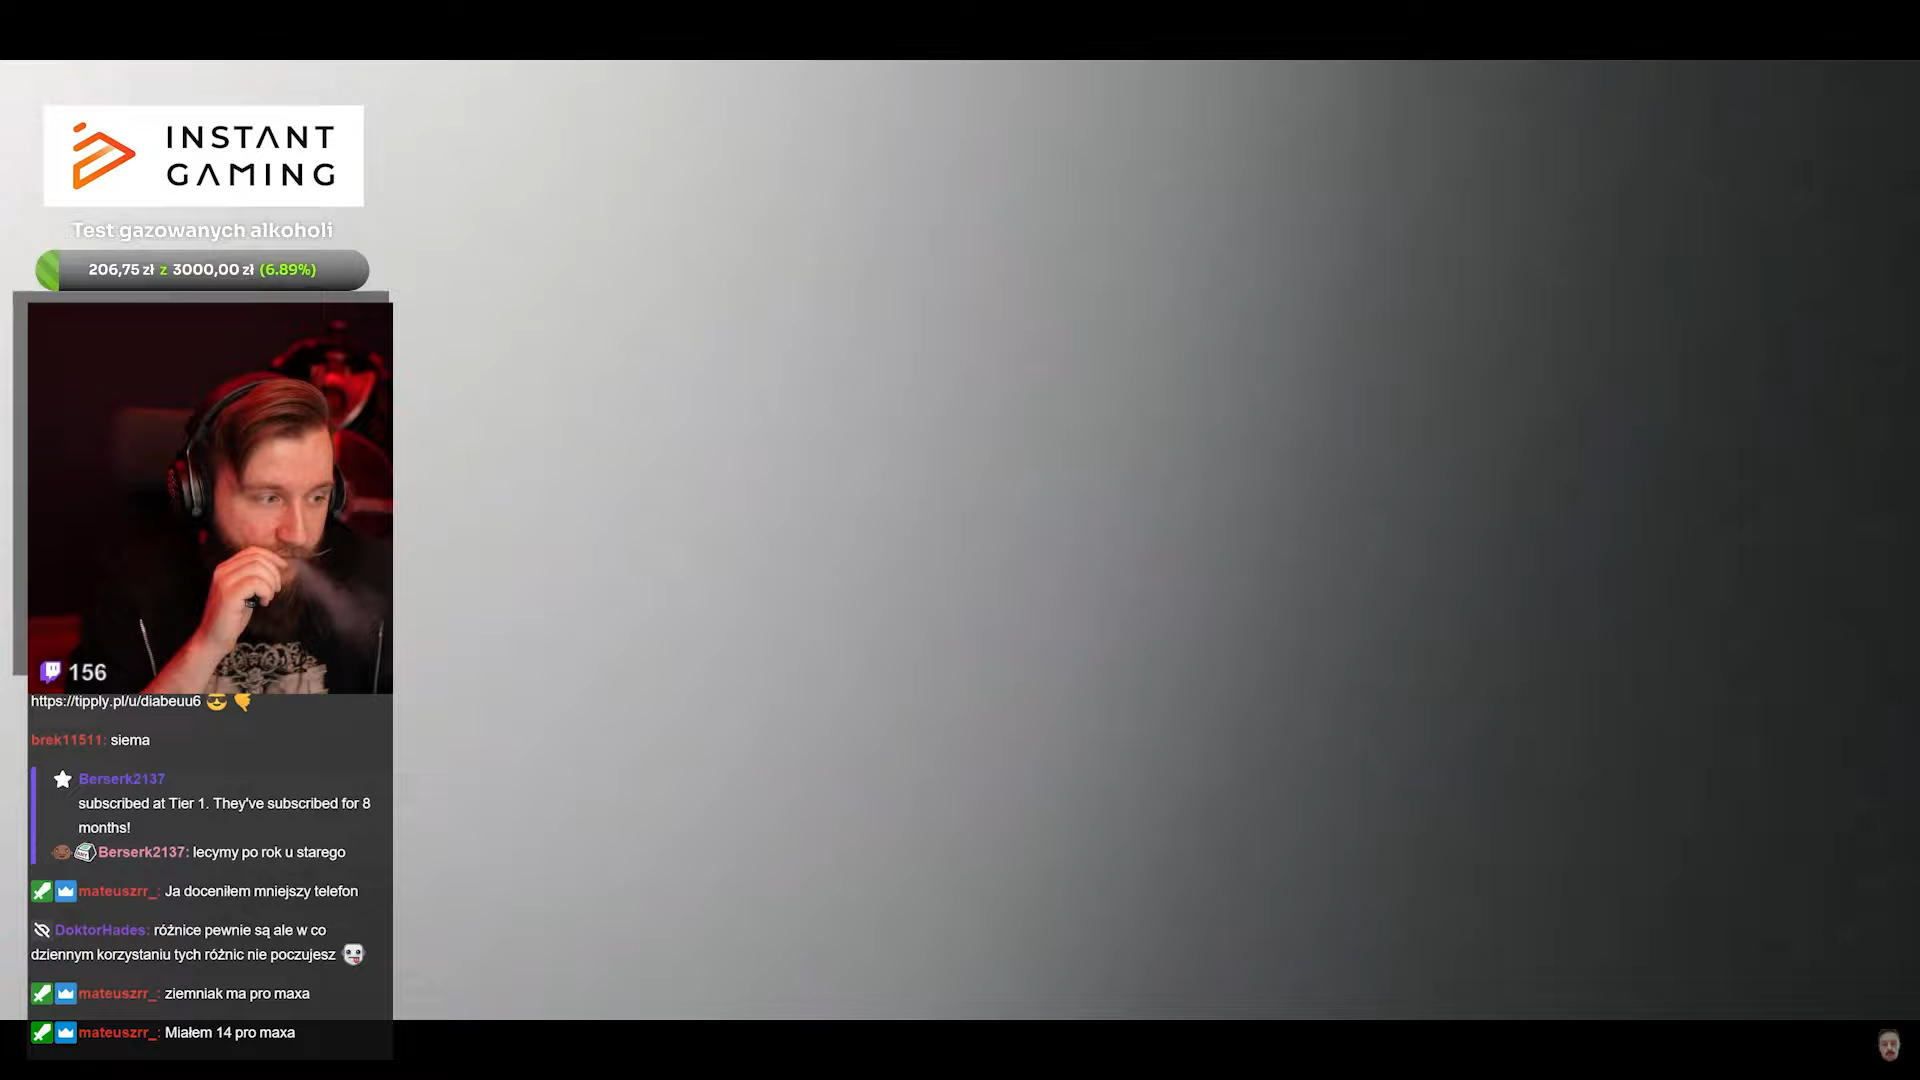 INSTANT
GAMING
Test gazowanych alkoholi
206,75 zł z 3000,00 zł (6.89%)
156
https://tipply.pl/u/diabeuu6
brek11511: siema
Berserk2137
subscribed at Tier 1. They've subscribed for 8
months!
Berserk2137: lecymy po rok u starego
mateuszrr_: Ja doceniłem mniejszy telefon
DoktorHades: różnice pewnie są ale w co
dziennym korzystaniu tych różnic nie poczujesz
mateuszrr_: ziemniak ma pro maxa
mateuszrr_: Miałem 14 pro maxa